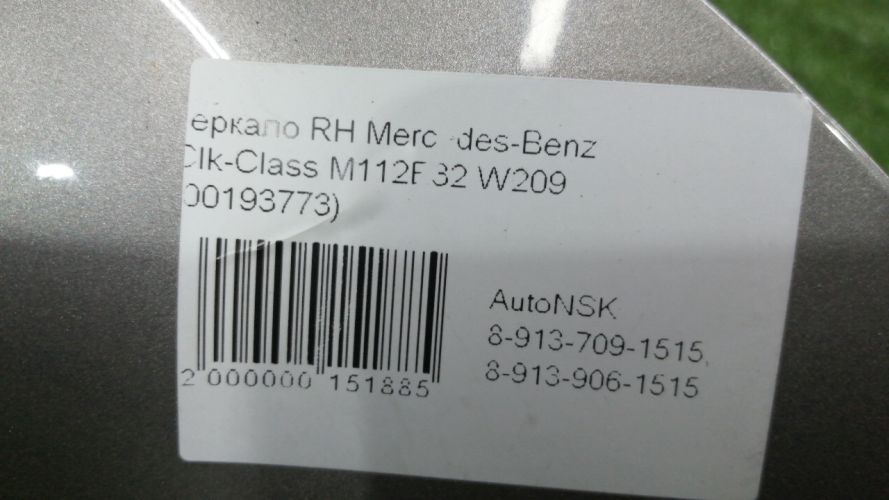 еркало RH Merc des-Benz
Clk-Class M112E32 W209
00193773)
2 000000 151885
AutoNSK
8-913-709-1515,
8-913-906-1515